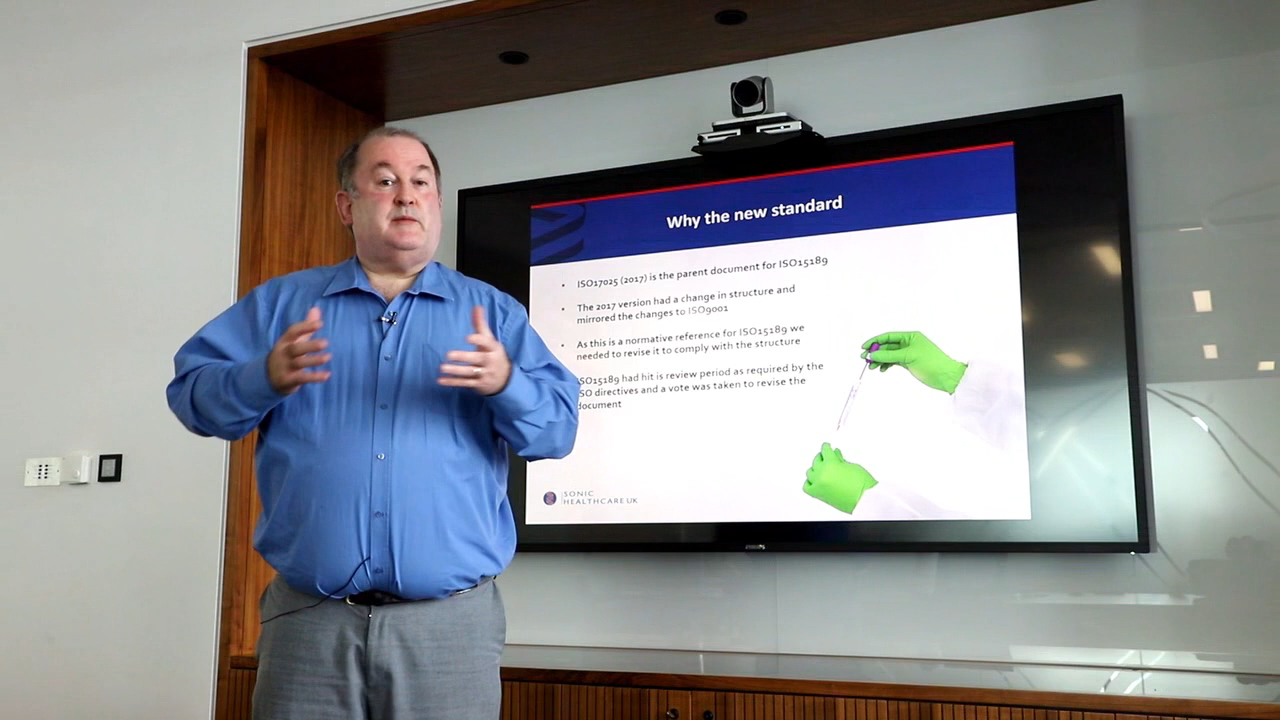 Why the new standard
ISO17025 (2017) is the parent document for ISO15189
The 2017 version had a change in structure and
mirrored the changes to ISO9001
As this is a normative reference for ISO15189 we
needed to revise it to comply with the structure
SO15189 had hit is review period as required by the
SO directives and a vote was taken to revise the
document
SONIC
HEALTHCARE UK
PHILIPS